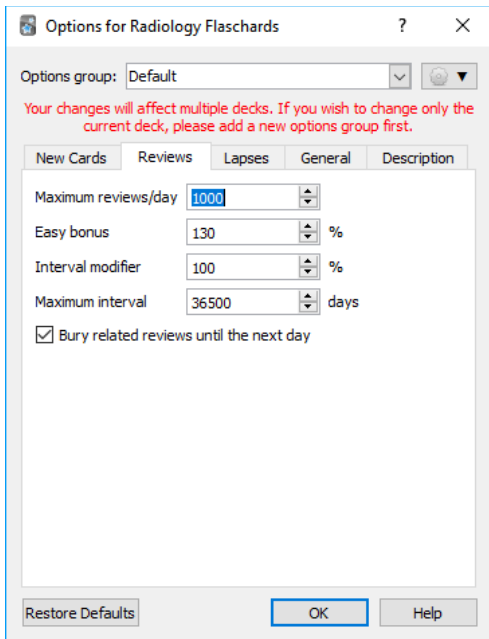 Options for Radiology Flaschards ? X
Options group: Default
Your changes will affect multiple decks. If you wish to change only the
current deck, please add a new options group first.
New Cards Reviews Lapses General Description
Maximum reviews/day 1000
Easy bonus 130 %
Interval modifier 100 %
Maximum interval 36500 days
Bury related reviews until the next day
Restore Defaults OK Help